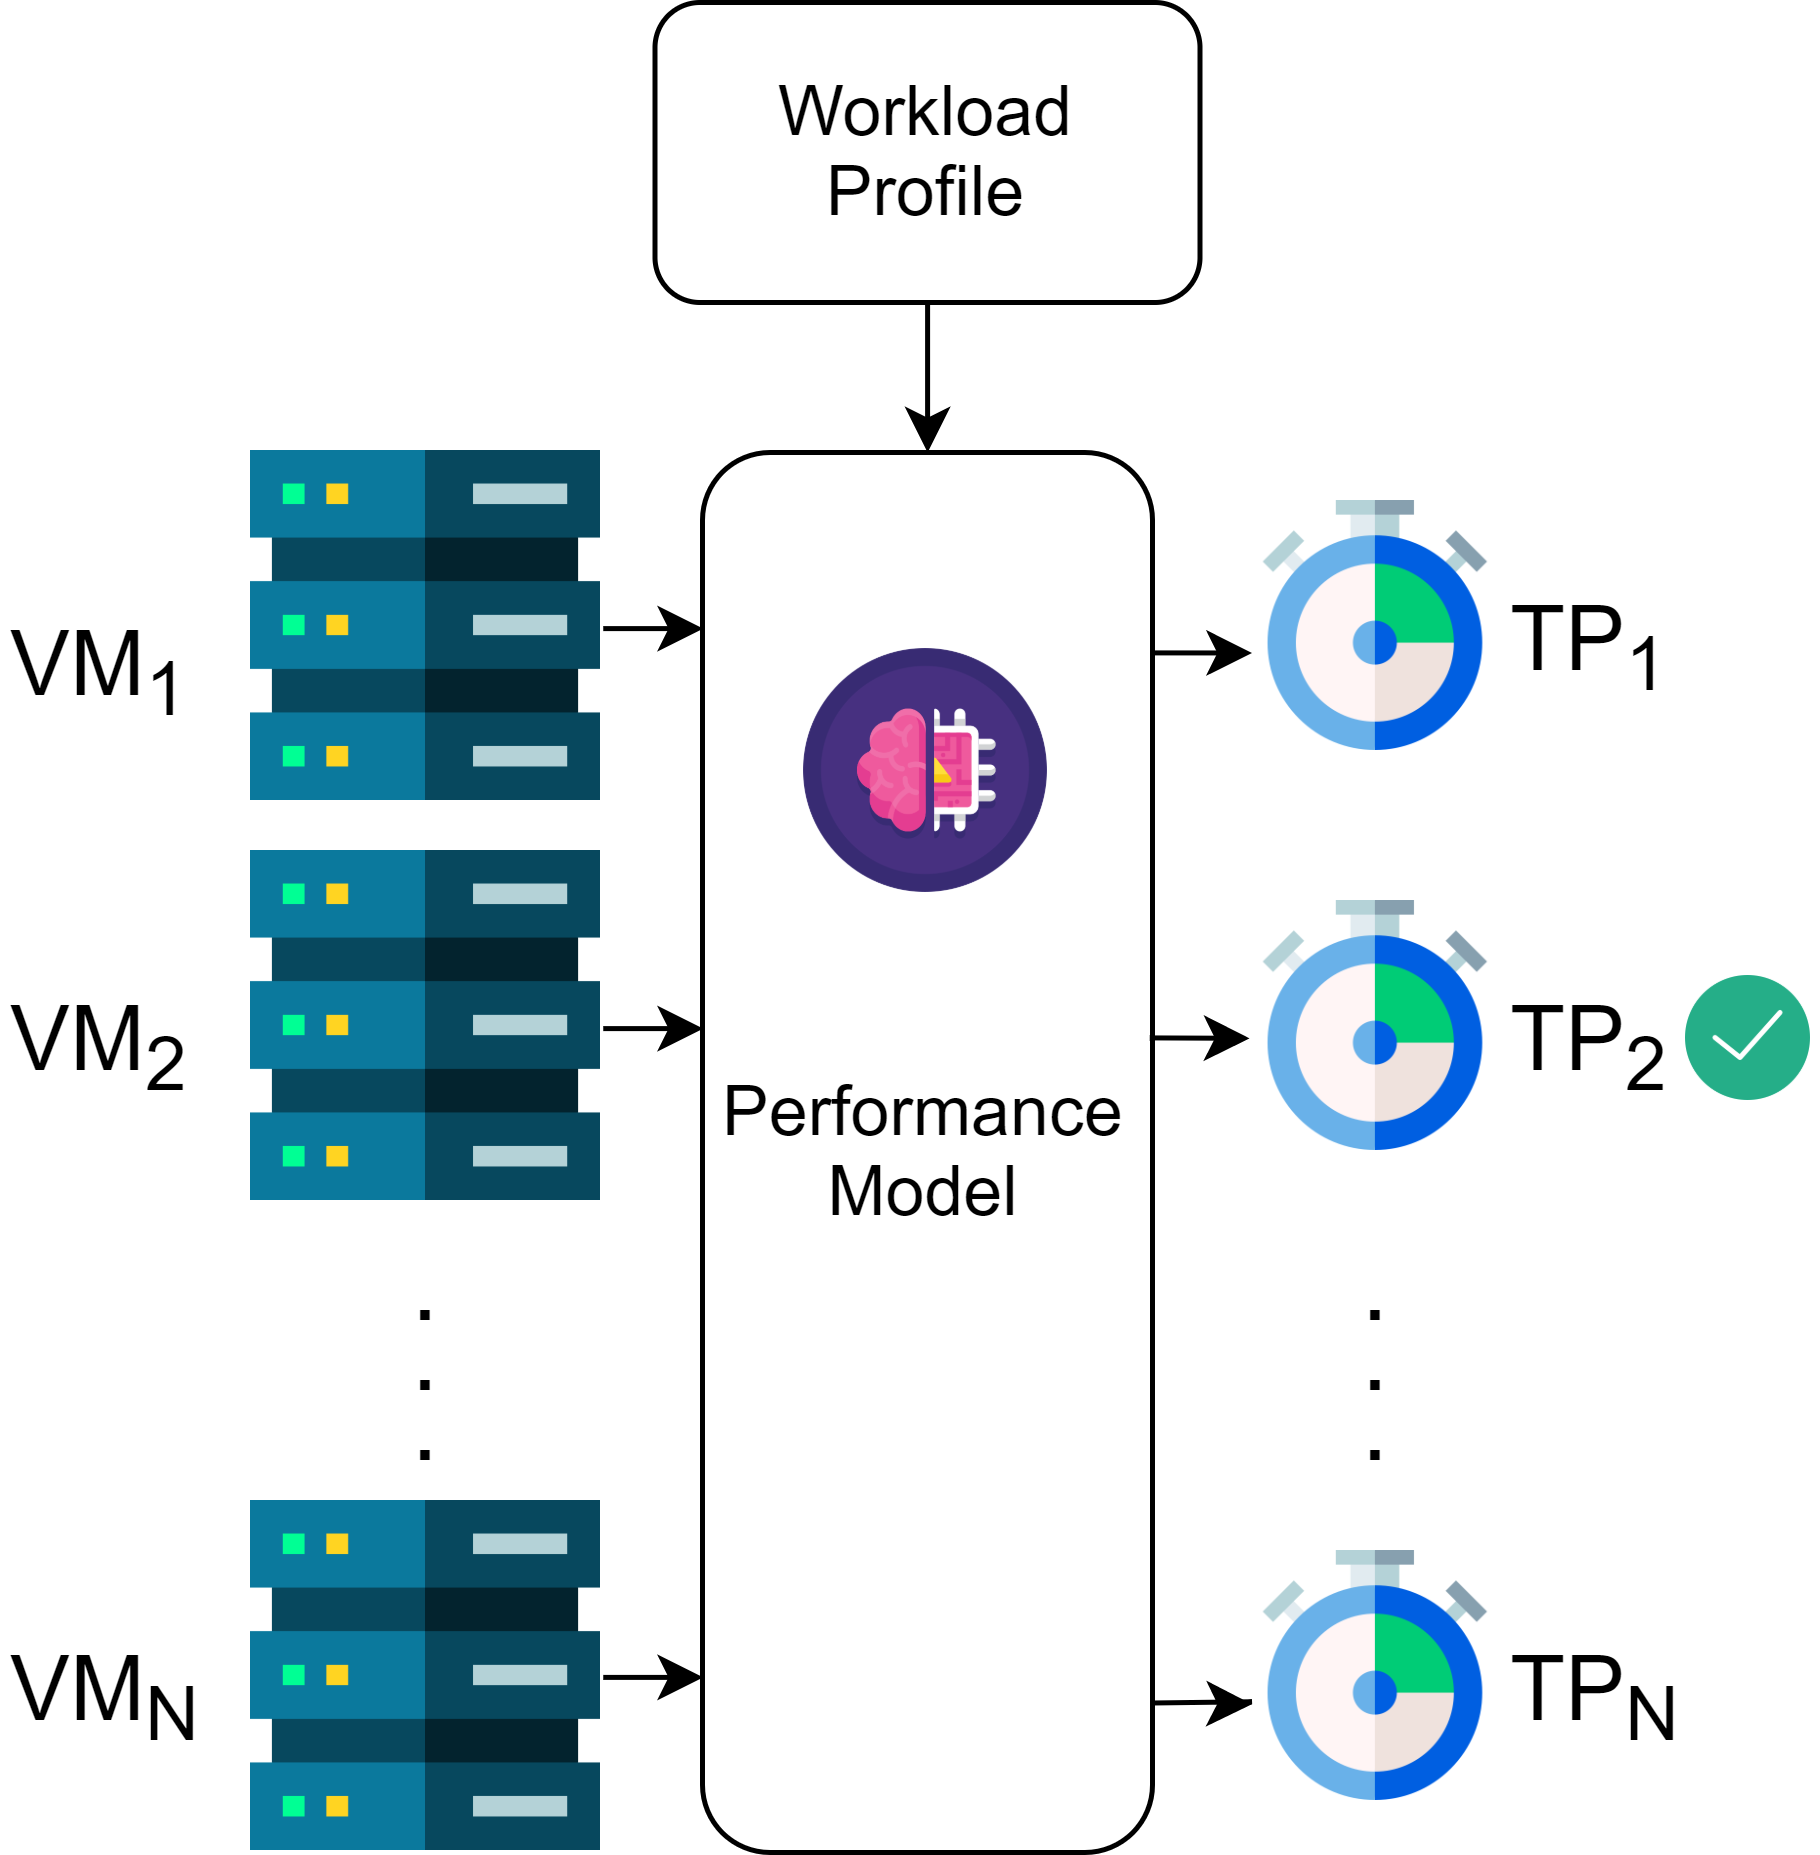 Workload
Profile
VM1
TP1
VM2
TP2
Performance
Model
.
.
.
.
.
.
VMN
TPN